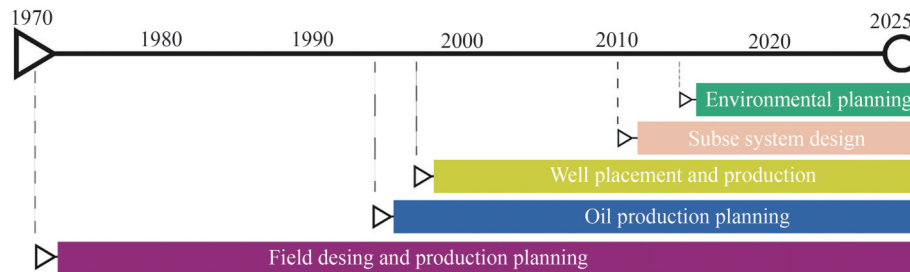 1970
1980
1990
2000
2010
2020
2025
Environmental planning
Subse system design
Well placement and production
Oil production planning
Field desing and production planning